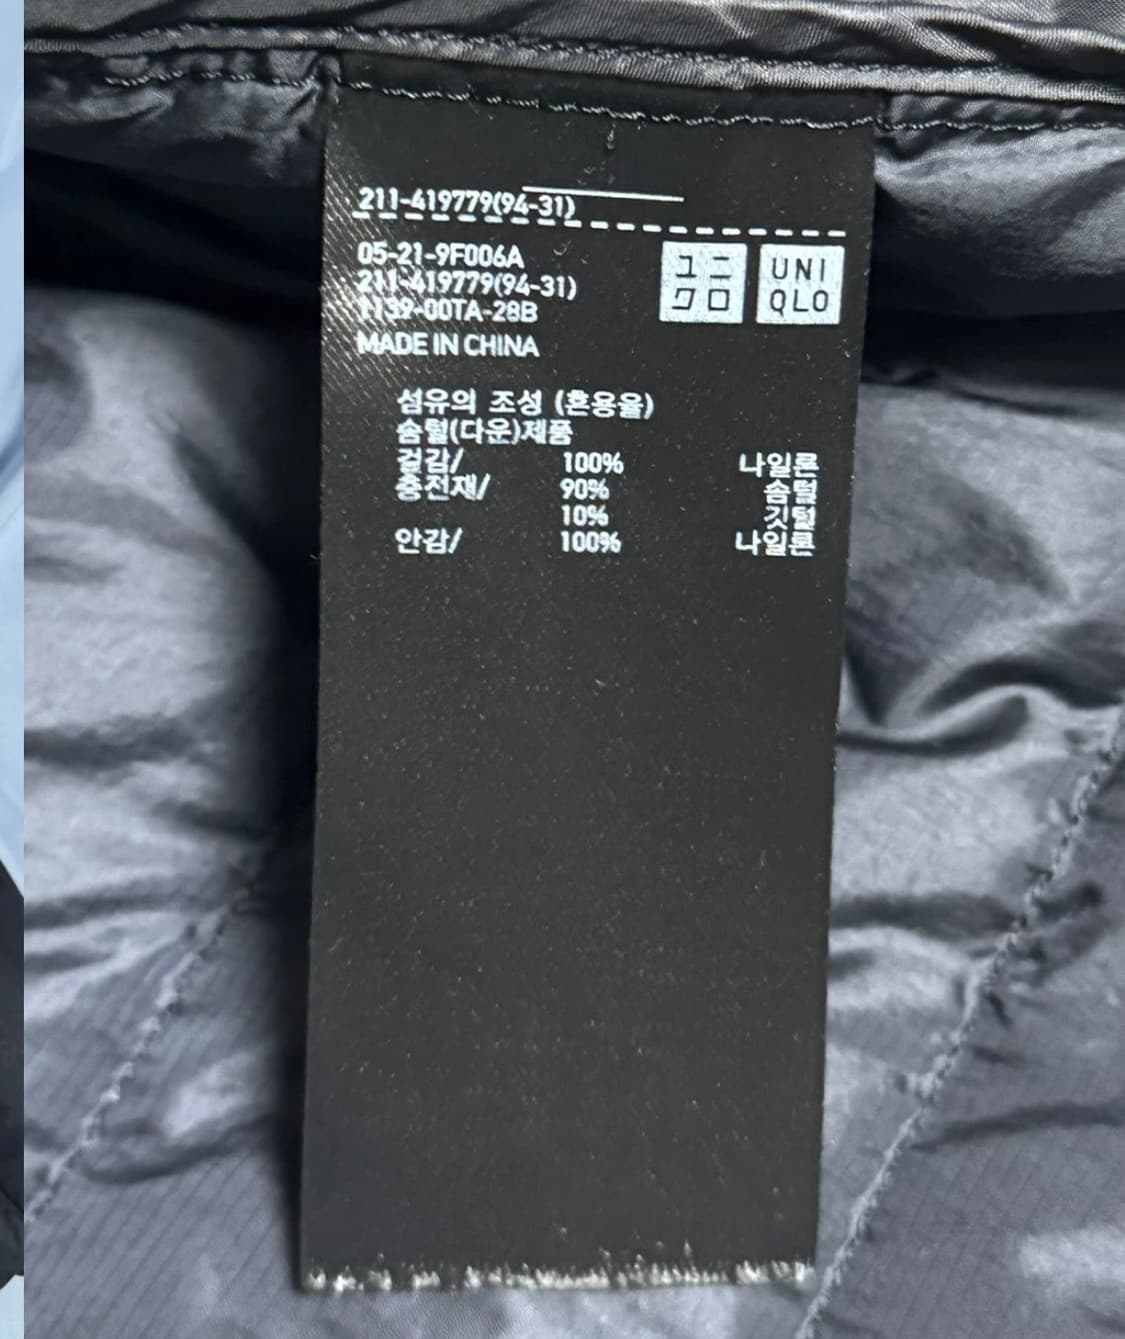 211-419779(94-31)
05-21-9F006A
211-419779(94-31)
1139-00TA-28B
MADE IN CHINA
ユニ
クロ
UNI
QLO
섬유의 조성 (혼용율)
솜털(다운)제품
겉감/ 100% 나일론
충전재/ 90% 솜털
10% 깃털
안감/ 100% 나일론